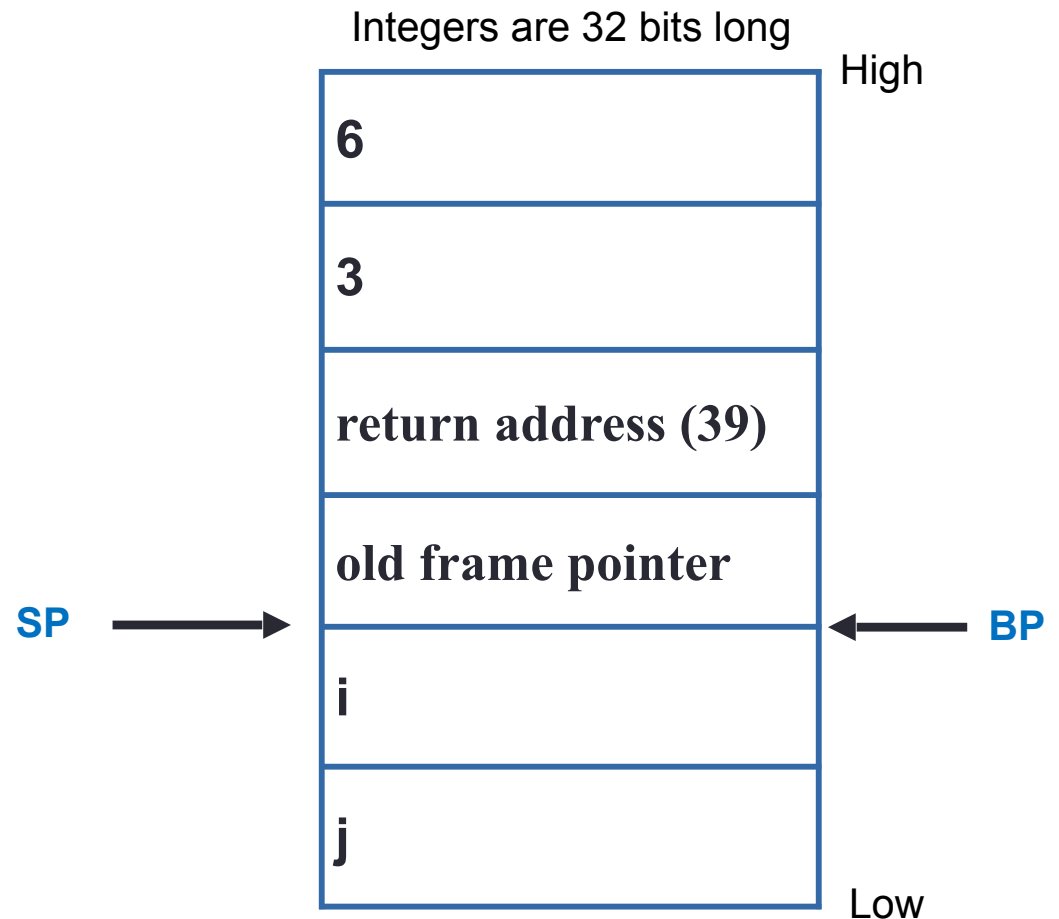 Integers are 32 bits long
High
6
3
return address (39)
old frame pointer
SP
BP
i
j
Low